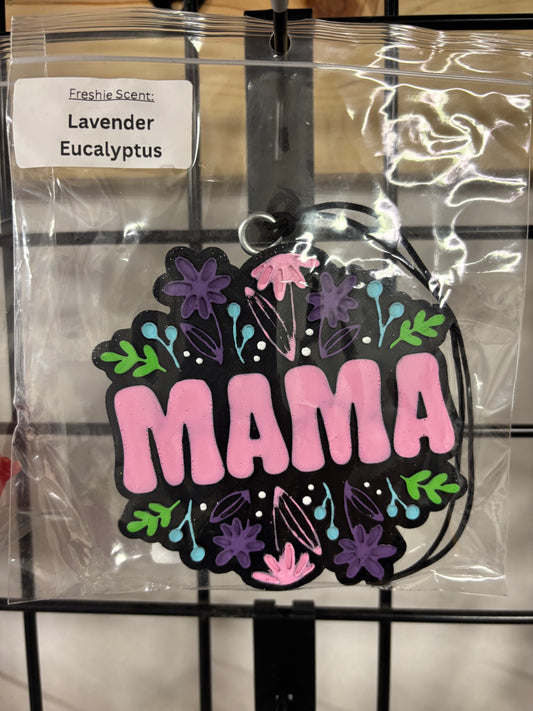 Freshie Scent:
Lavender
Eucalyptus
MAMA